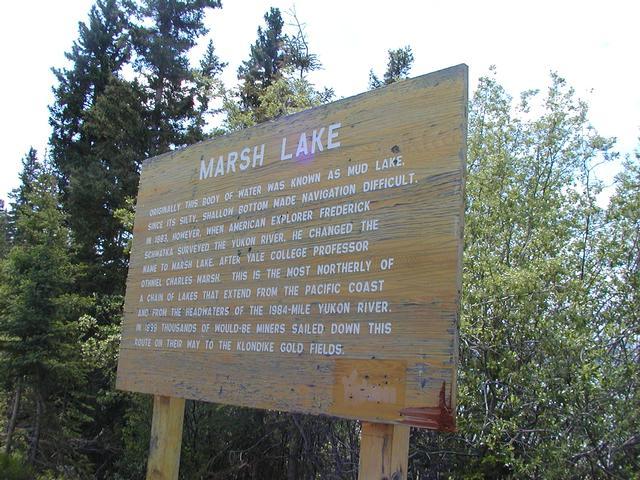 MARSH LAKE
ORIGINALLY THIS BODY OF WATER WAS KNOWN AS MUD LAKE,
SINCE ITS SILTY, SHALLOW BOTTOM MADE NAVIGATION DIFFICULT.
IN 1883, HOWEVER, WHEN AMERICAN EXPLORER FREDERICK
SCHWATKA SURVEYED THE YUKON RIVER, HE CHANGED THE
NAME TO MARSH LAKE, AFTER YALE COLLEGE PROFESSOR
OTHNIEL CHARLES MARSH. THIS IS THE MOST NORTHERLY OF
A CHAIN OF LAKES THAT EXTEND FROM THE PACIFIC COAST
AND FROM THE HEADWATERS OF THE 1984-MILE YUKON RIVER.
IN 1899 THOUSANDS OF WOULD-BE MINERS SAILED DOWN THIS
ROUTE ON THEIR WAY TO THE KLONDIKE GOLD FIELDS.